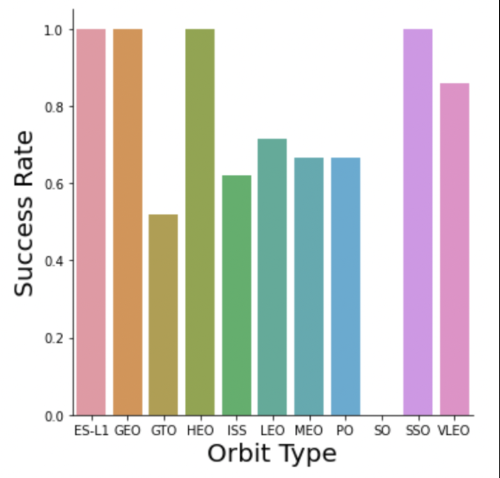 Success Rate
1.0
0.8
0.6
0.4
0.2
0.0
ES-L1 GEO GTO HEO ISS LEO MEO PO SO SSO VLEO
Orbit Type